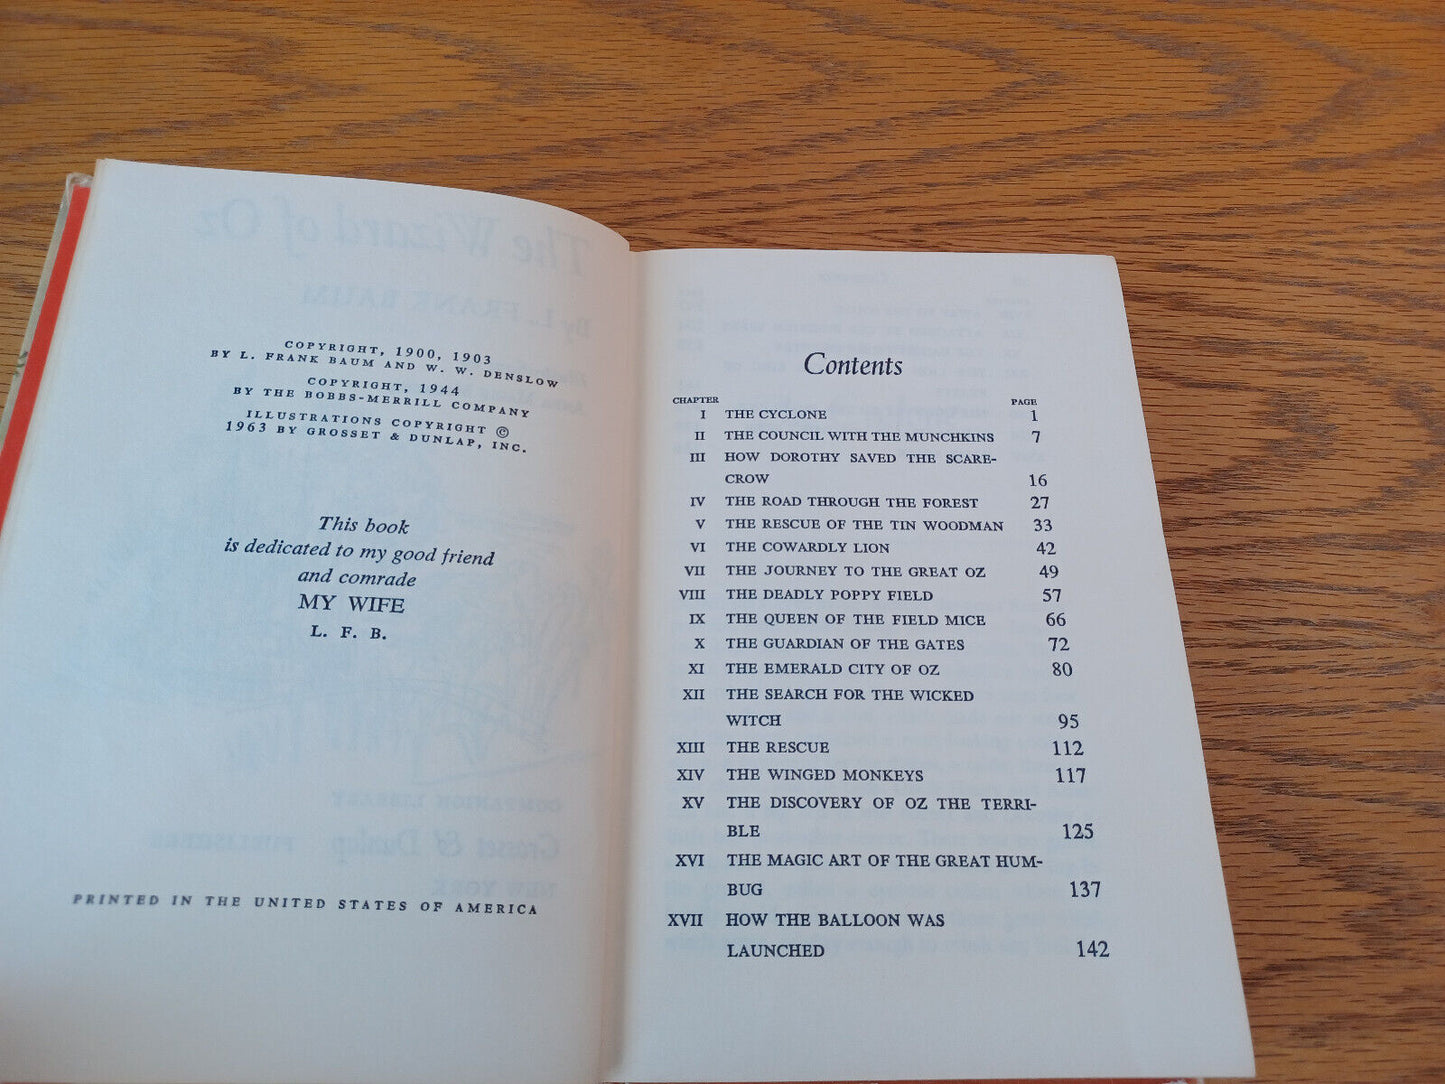 COPYRIGHT, 1900, 1903
BY L. FRANK BAUM AND W. W. DENSLOW
COPYRIGHT, 1944
BY THE BOBBS-MERRILL COMPANY
ILLUSTRATIONS COPYRIGHT ©
1963 BY GROSSET & DUNLAP, INC.
This book
is dedicated to my good friend
and comrade
MY WIFE
L. F. B.
PRINTED IN THE UNITED STATES OF AMERICA
Contents
CHAPTER PAGE
I THE CYCLONE 1
II THE COUNCIL WITH THE MUNCHKINS 7
III HOW DOROTHY SAVED THE SCARE-
CROW 16
IV THE ROAD THROUGH THE FOREST 27
V THE RESCUE OF THE TIN WOODMAN 33
VI THE COWARDLY LION 42
VII THE JOURNEY TO THE GREAT OZ 49
VIII THE DEADLY POPPY FIELD 57
IX THE QUEEN OF THE FIELD MICE 66
X THE GUARDIAN OF THE GATES 72
XI THE EMERALD CITY OF OZ 80
XII THE SEARCH FOR THE WICKED
WITCH 95
XIII THE RESCUE 112
XIV THE WINGED MONKEYS 117
XV THE DISCOVERY OF OZ THE TERRI-
BLE 125
XVI THE MAGIC ART OF THE GREAT HUM-
BUG 137
XVII HOW THE BALLOON WAS
LAUNCHED 142